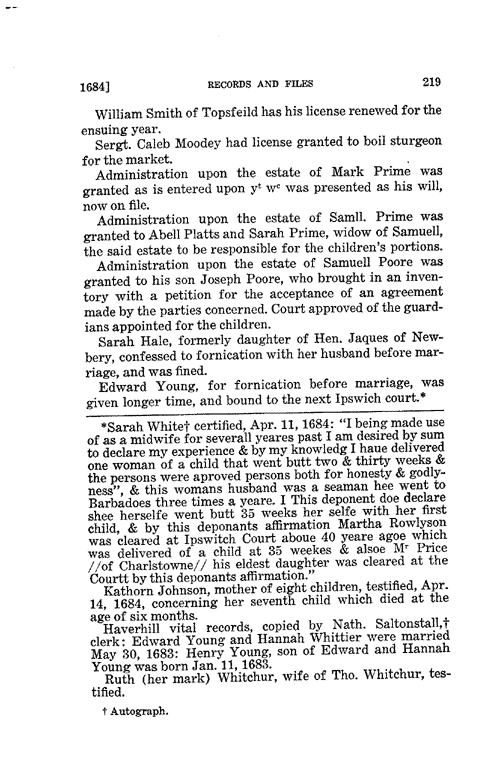 1684] RECORDS AND FILES 219
William Smith of Topsfeild has his license renewed for the
ensuing year.
Sergt. Caleb Moodey had license granted to boil sturgeon
for the market.
Administration upon the estate of Mark Prime was
granted as is entered upon yᵗ wᶜ was presented as his will,
now on file.
Administration upon the estate of Samll. Prime was
granted to Abell Platts and Sarah Prime, widow of Samuell,
the said estate to be responsible for the children's portions.
Administration upon the estate of Samuell Poore was
granted to his son Joseph Poore, who brought in an inven-
tory with a petition for the acceptance of an agreement
made by the parties concerned. Court approved of the guard-
ians appointed for the children.
Sarah Hale, formerly daughter of Hen. Jaques of New-
bery, confessed to fornication with her husband before mar-
riage, and was fined.
Edward Young, for fornication before marriage, was
given longer time, and bound to the next Ipswich court.*
*Sarah White† certified, Apr. 11, 1684: "I being made use
of as a midwife for severall yeares past I am desired by sum
to declare my experience & by my knowledg I haue delivered
one woman of a child that went butt two & thirty weeks &
the persons were aproved persons both for honesty & godly-
ness", & this womans husband was a seaman hee went to
Barbadoes three times a yeare. I This deponent doe declare
shee herselfe went butt 35 weeks her selfe with her first
child, & by this deponants affirmation Martha Rowlyson
was cleared at Ipswitch Court aboue 40 yeare agoe which
was delivered of a child at 35 weekes & alsoe Mʳ Price
//of Charlstowne// his eldest daughter was cleared at the
Courtt by this deponants affirmation."
Kathorn Johnson, mother of eight children, testified, Apr.
14, 1684, concerning her seventh child which died at the
age of six months.
Haverhill vital records, copied by Nath. Saltonstall,†
clerk: Edward Young and Hannah Whittier were married
May 30, 1683: Henry Young, son of Edward and Hannah
Young was born Jan. 11, 1683.
Ruth (her mark) Whitchur, wife of Tho. Whitchur, tes-
tified.
† Autograph.